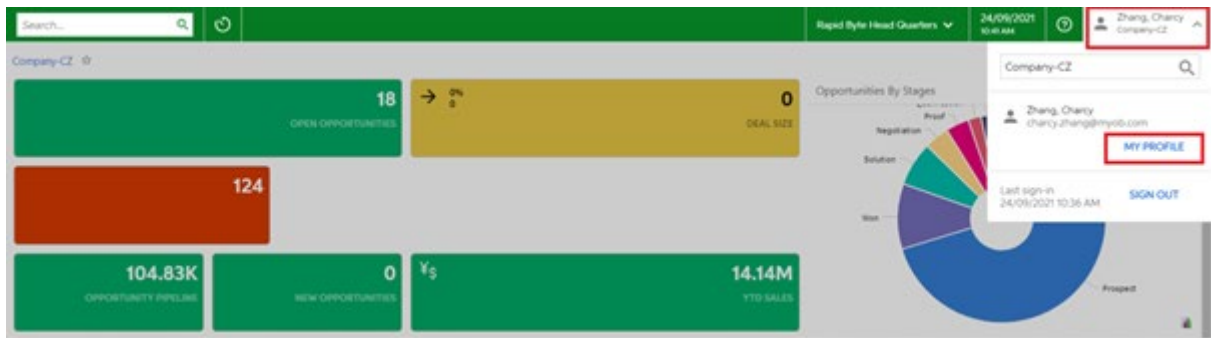 Search...
Rapid Byte Head Quarters
24/09/2021
10:41 AM
Zhang, Charcy
Company-CZ
Company-CZ
Company-CZ
18
OPEN OPPORTUNITIES
0%
0
0
DEAL SIZE
Opportunities By Stages
Proof
Negotiation
Solution
Won
Prospect
Zhang, Charcy
charcy.zhang@myob.com
MY PROFILE
Last sign-in
24/09/2021 10:36 AM
SIGN OUT
124
104.83K
OPPORTUNITY PIPELINE
0
NEW OPPORTUNITIES
¥$
14.14M
YTD SALES